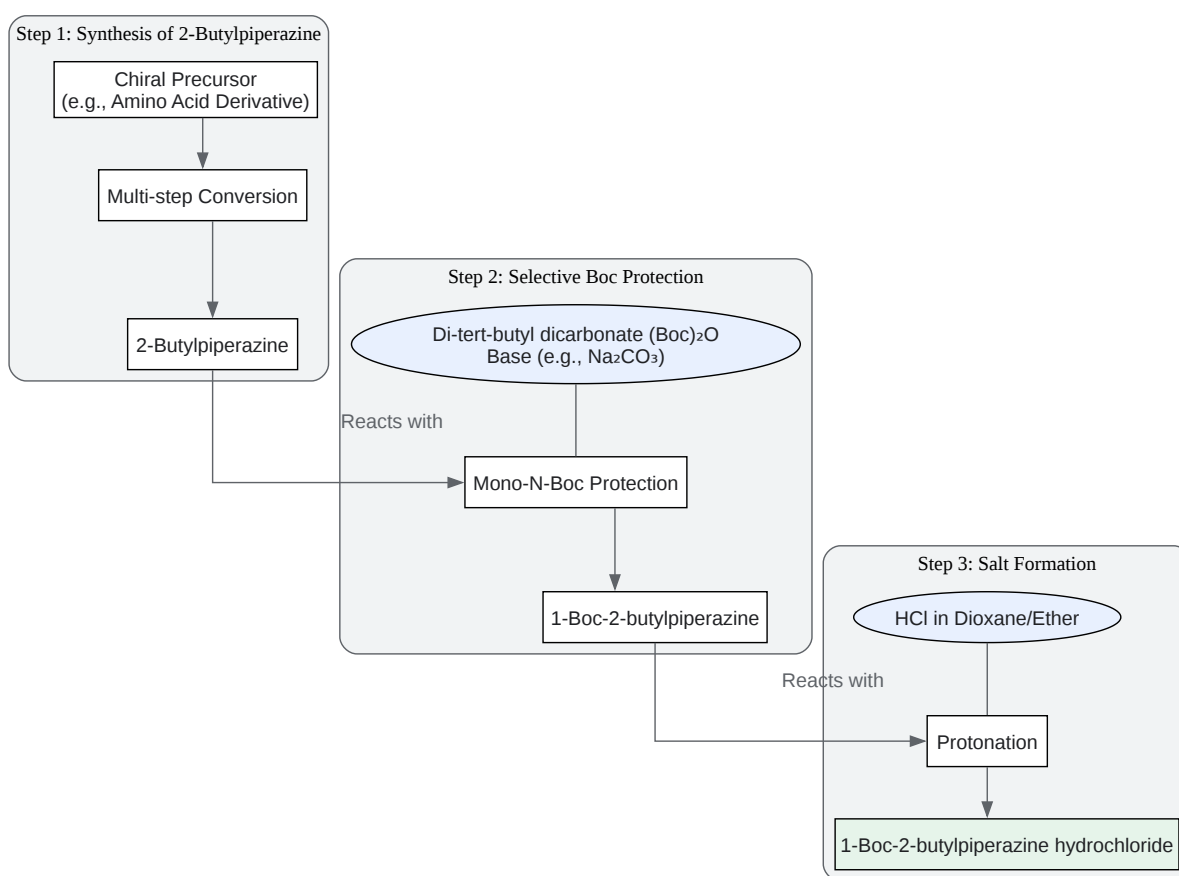 Step 1: Synthesis of 2-Butylpiperazine
Chiral Precursor
(e.g., Amino Acid Derivative)
Multi-step Conversion
2-Butylpiperazine
Step 2: Selective Boc Protection
Di-tert-butyl dicarbonate (Boc)₂O
Base (e.g., Na₂CO₃)
Reacts with
Mono-N-Boc Protection
1-Boc-2-butylpiperazine
Step 3: Salt Formation
HCl in Dioxane/Ether
Reacts with
Protonation
1-Boc-2-butylpiperazine hydrochloride